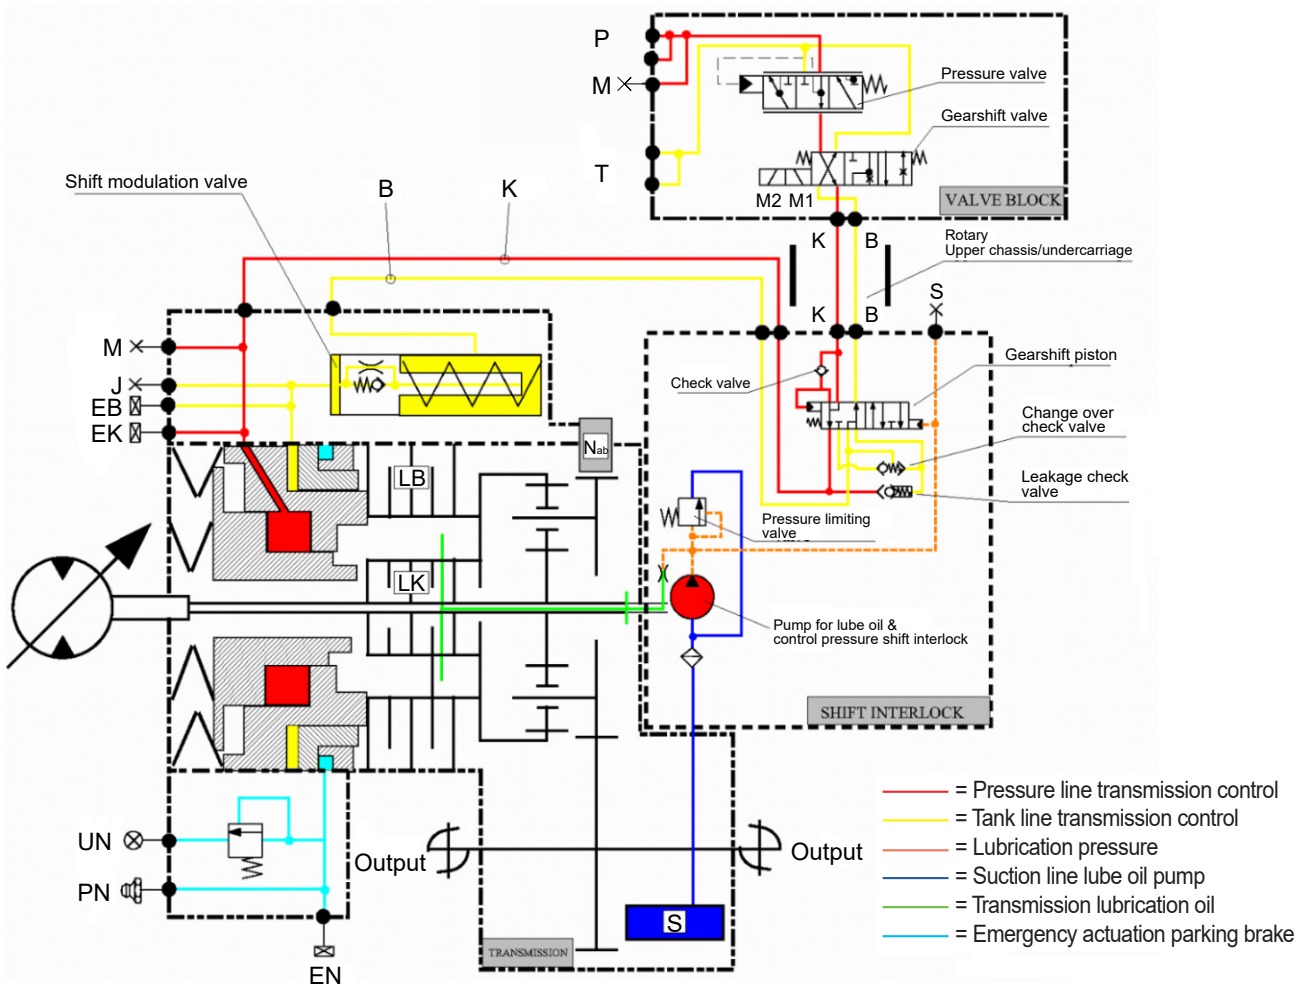 P
M
T
Pressure valve
Gearshift valve
M2 M1
VALVE BLOCK
Shift modulation valve
B
K
K
B
Rotary
Upper chassis/undercarriage
K
B
S
M
J
EB
EK
Check valve
Gearshift piston
Change over
check valve
Leakage check
valve
Nab
LB
LK
Pressure limiting
valve
Pump for lube oil &
control pressure shift interlock
SHIFT INTERLOCK
UN
PN
EN
Output
Output
S
TRANSMISSION
= Pressure line transmission control
= Tank line transmission control
= Lubrication pressure
= Suction line lube oil pump
= Transmission lubrication oil
= Emergency actuation parking brake